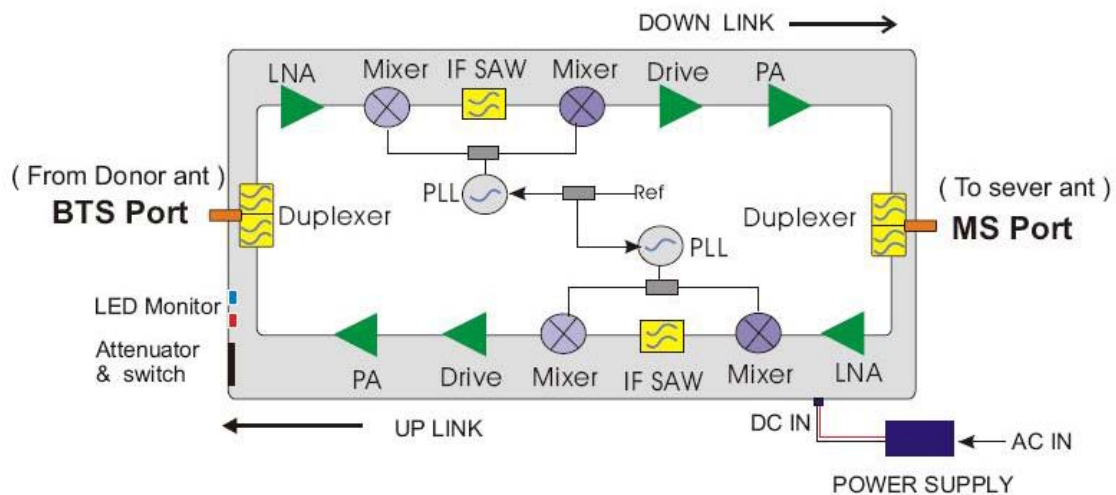 DOWN LINK
LNA
Mixer
IF SAW
Mixer
Drive
PA
( From Donor ant )
BTS Port
Duplexer
PLL
Ref
Duplexer
( To sever ant )
MS Port
PLL
LED Monitor
Attenuator
& switch
PA
Drive
Mixer
IF SAW
Mixer
LNA
UP LINK
DC IN
AC IN
POWER SUPPLY